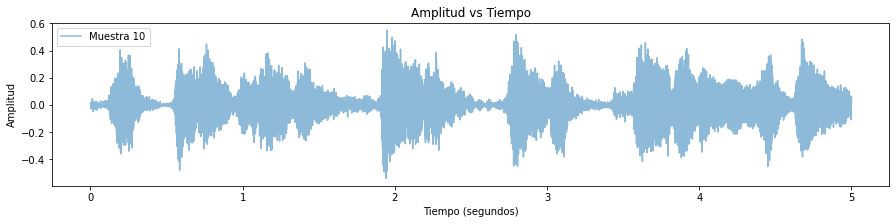 Amplitud vs Tiempo
Muestra 10
Amplitud
0.6
0.4
0.2
0.0
−0.2
−0.4
0 1 2 3 4 5
Tiempo (segundos)